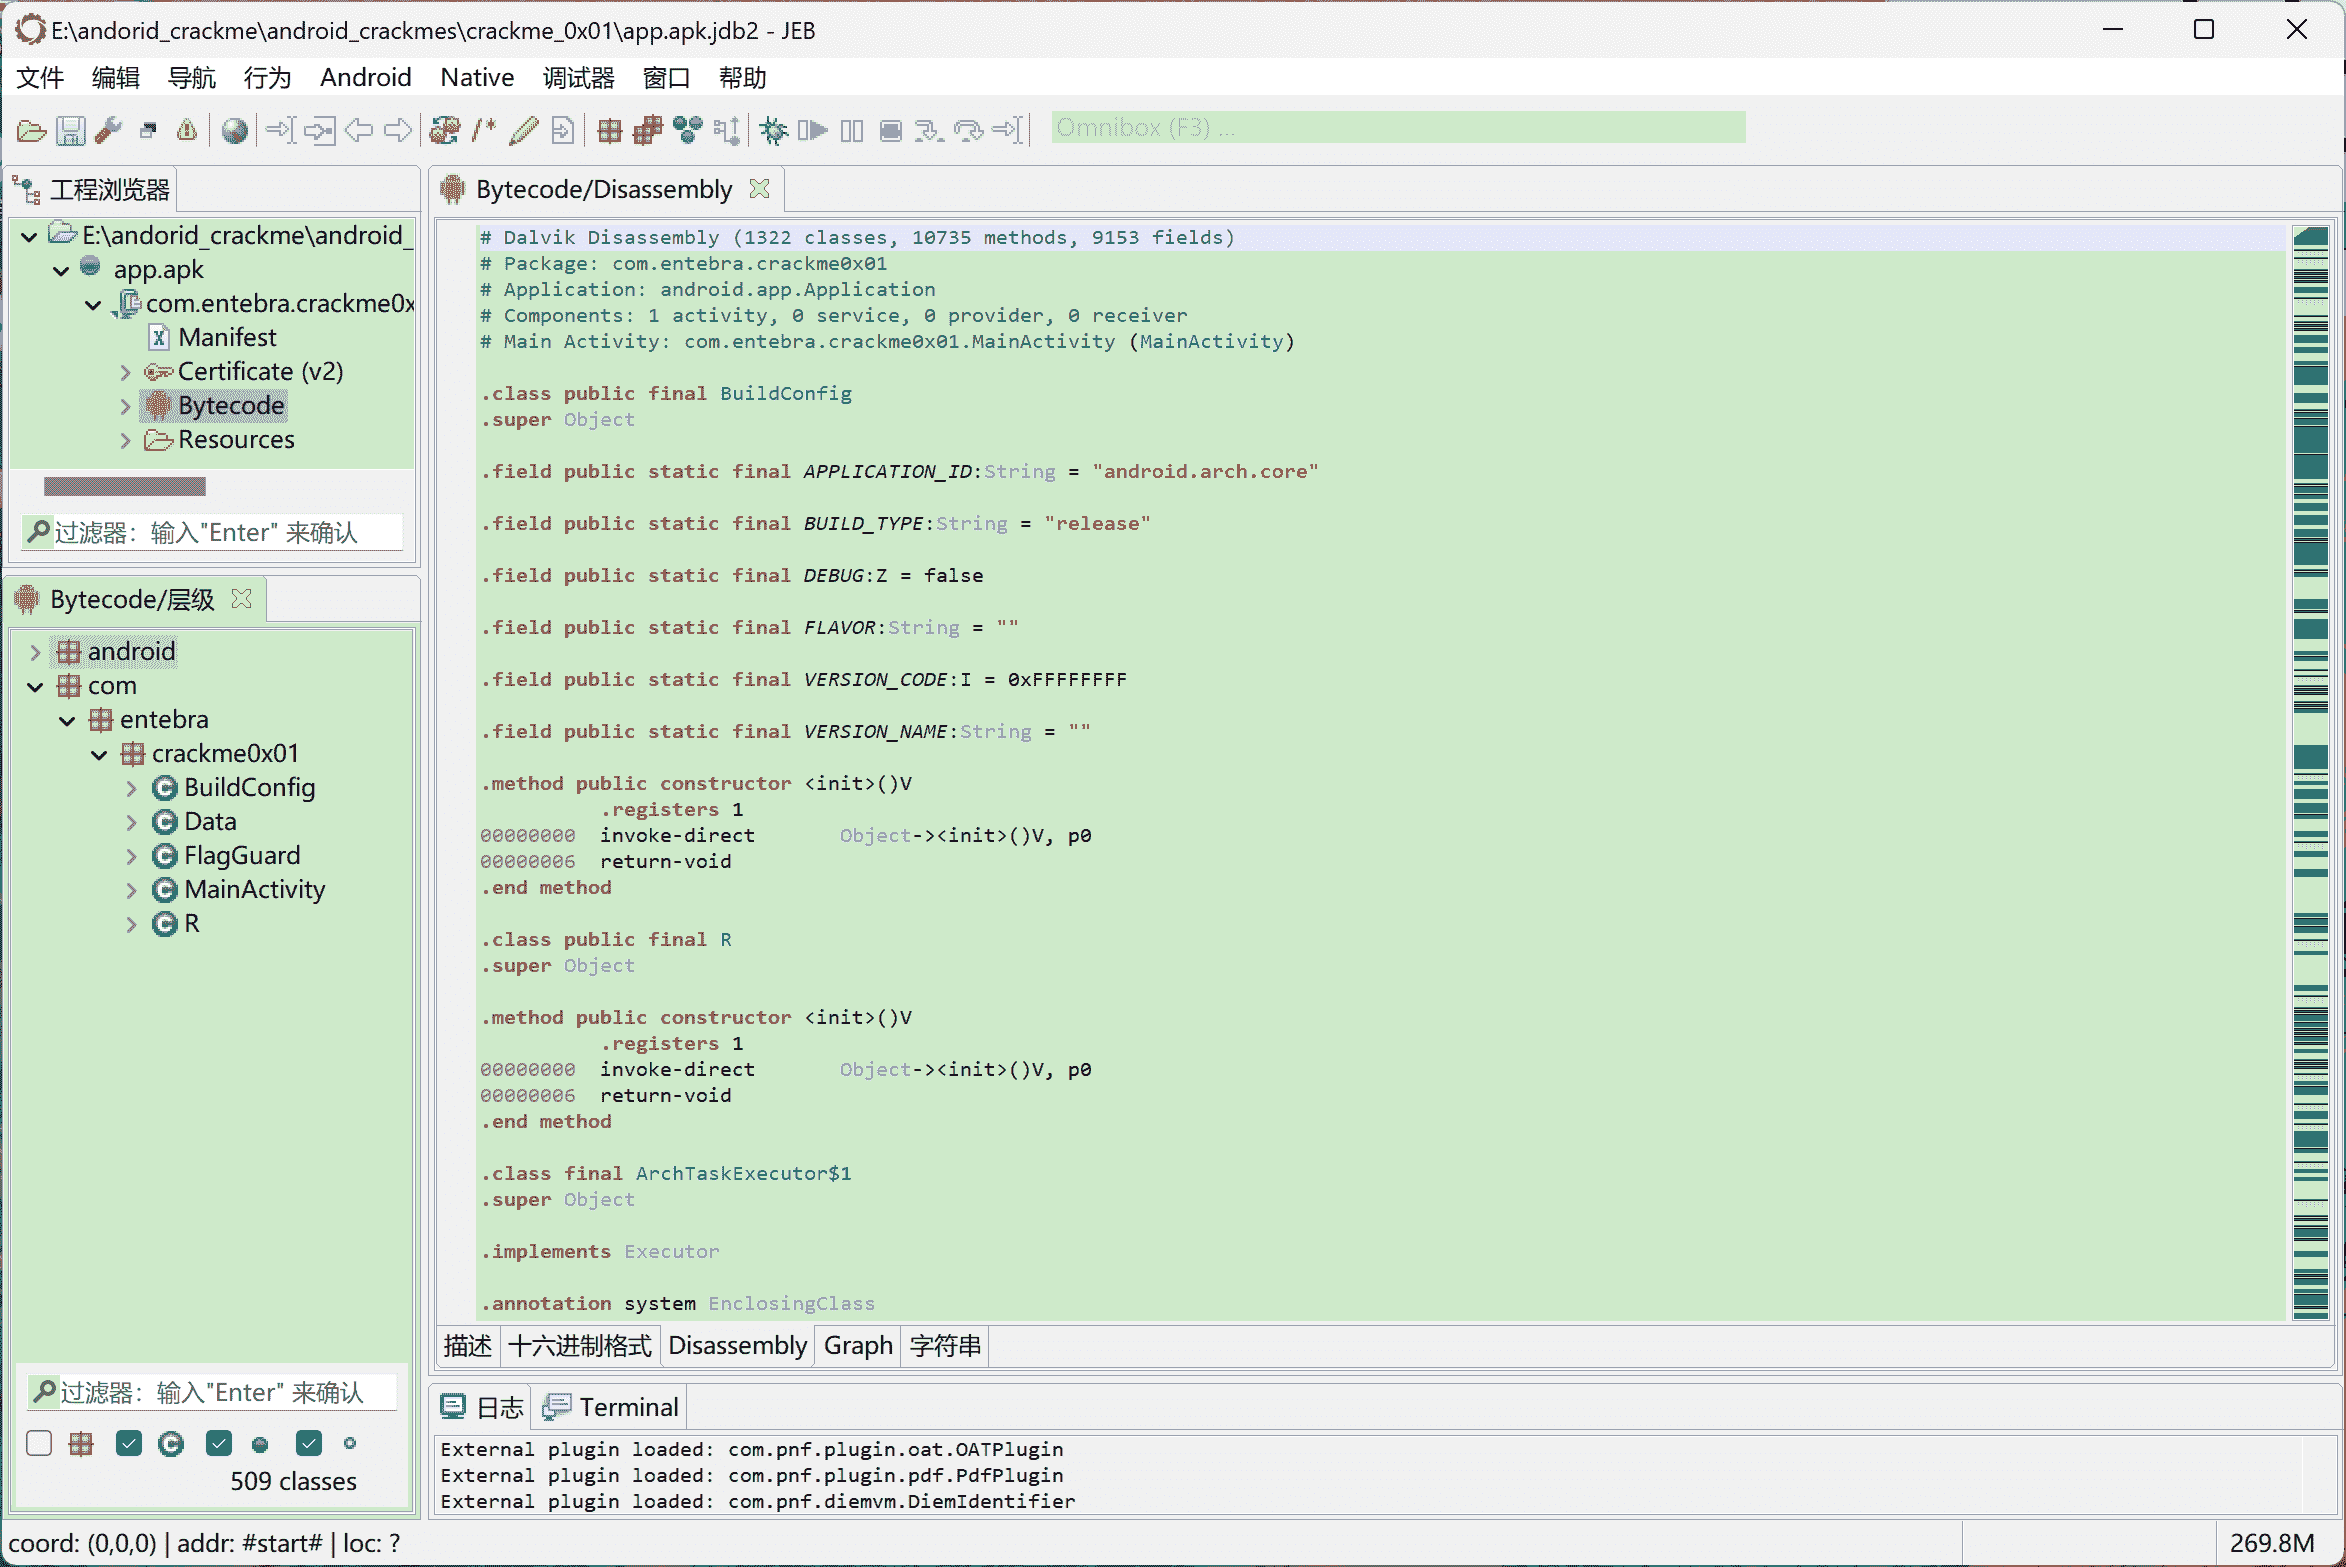 E:\andorid_crackme\android_crackmes\crackme_0x01\app.apk.jdb2 - JEB
文件 编辑 导航 行为 Android Native 调试器 窗口 帮助
Omnibox (F3) ...
工程浏览器
E:\andorid_crackme\android_
app.apk
com.entebra.crackme0x
Manifest
Certificate (v2)
Bytecode
Resources
过滤器：输入"Enter" 来确认
Bytecode/层级
android
com
entebra
crackme0x01
BuildConfig
Data
FlagGuard
MainActivity
R
过滤器：输入"Enter" 来确认
509 classes
Bytecode/Disassembly
# Dalvik Disassembly (1322 classes, 10735 methods, 9153 fields)
# Package: com.entebra.crackme0x01
# Application: android.app.Application
# Components: 1 activity, 0 service, 0 provider, 0 receiver
# Main Activity: com.entebra.crackme0x01.MainActivity (MainActivity)
.class public final BuildConfig
.super Object
.field public static final APPLICATION_ID:String = "android.arch.core"
.field public static final BUILD_TYPE:String = "release"
.field public static final DEBUG:Z = false
.field public static final FLAVOR:String = ""
.field public static final VERSION_CODE:I = 0xFFFFFFFF
.field public static final VERSION_NAME:String = ""
.method public constructor <init>()V
.registers 1
00000000 invoke-direct Object-><init>()V, p0
00000006 return-void
.end method
.class public final R
.super Object
.method public constructor <init>()V
.registers 1
00000000 invoke-direct Object-><init>()V, p0
00000006 return-void
.end method
.class final ArchTaskExecutor$1
.super Object
.implements Executor
.annotation system EnclosingClass
描述 十六进制格式 Disassembly Graph 字符串
日志 Terminal
External plugin loaded: com.pnf.plugin.oat.OATPlugin
External plugin loaded: com.pnf.plugin.pdf.PdfPlugin
External plugin loaded: com.pnf.diemvm.DiemIdentifier
coord: (0,0,0) | addr: #start# | loc: ?
269.8M